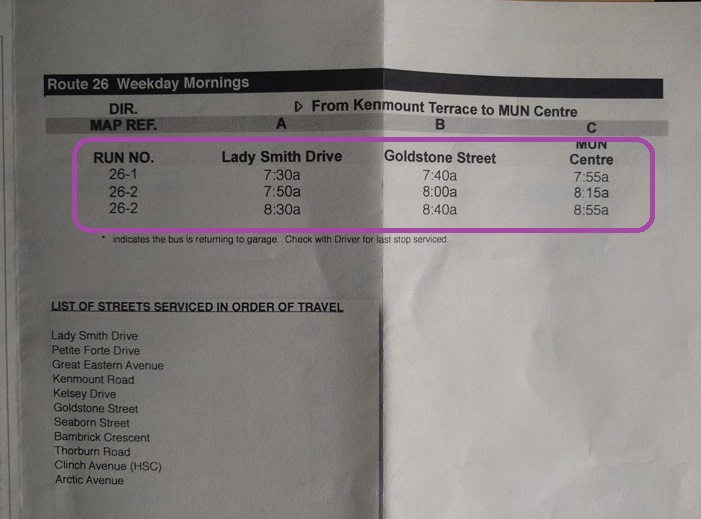 Route 26 Weekday Mornings
DIR. ▷ From Kenmount Terrace to MUN Centre
MAP REF. A B C
RUN NO. Lady Smith Drive Goldstone Street MUN Centre
26-1 7:30a 7:40a 7:55a
26-2 7:50a 8:00a 8:15a
26-2 8:30a 8:40a 8:55a
* indicates the bus is returning to garage. Check with Driver for last stop serviced.
LIST OF STREETS SERVICED IN ORDER OF TRAVEL
Lady Smith Drive
Petite Forte Drive
Great Eastern Avenue
Kenmount Road
Kelsey Drive
Goldstone Street
Seaborn Street
Bambrick Crescent
Thorburn Road
Clinch Avenue (HSC)
Arctic Avenue